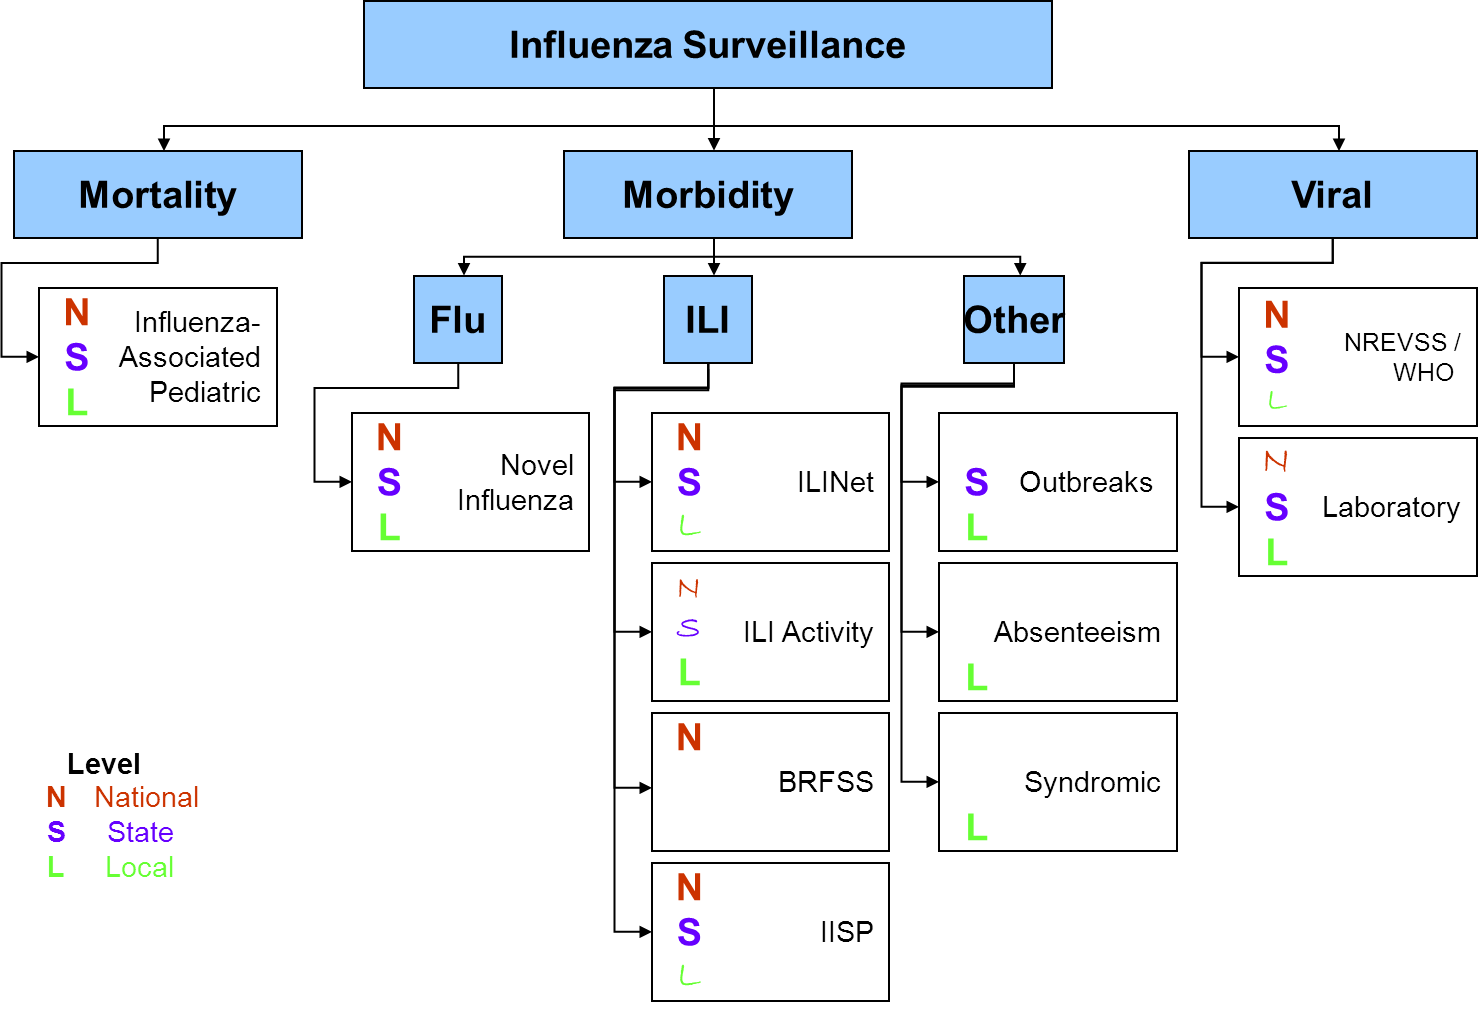 Influenza Surveillance
Mortality
Morbidity
Viral
N
S
L
Influenza-
Associated
Pediatric
Flu
ILI
Other
N
S
L
Novel
Influenza
N
S
L
ILINet
N
S
L
ILI Activity
N
BRFSS
N
S
L
IISP
S
L
Outbreaks
L
Absenteeism
L
Syndromic
N
S
L
NREVSS /
WHO
N
S
L
Laboratory
Level
N National
S State
L Local